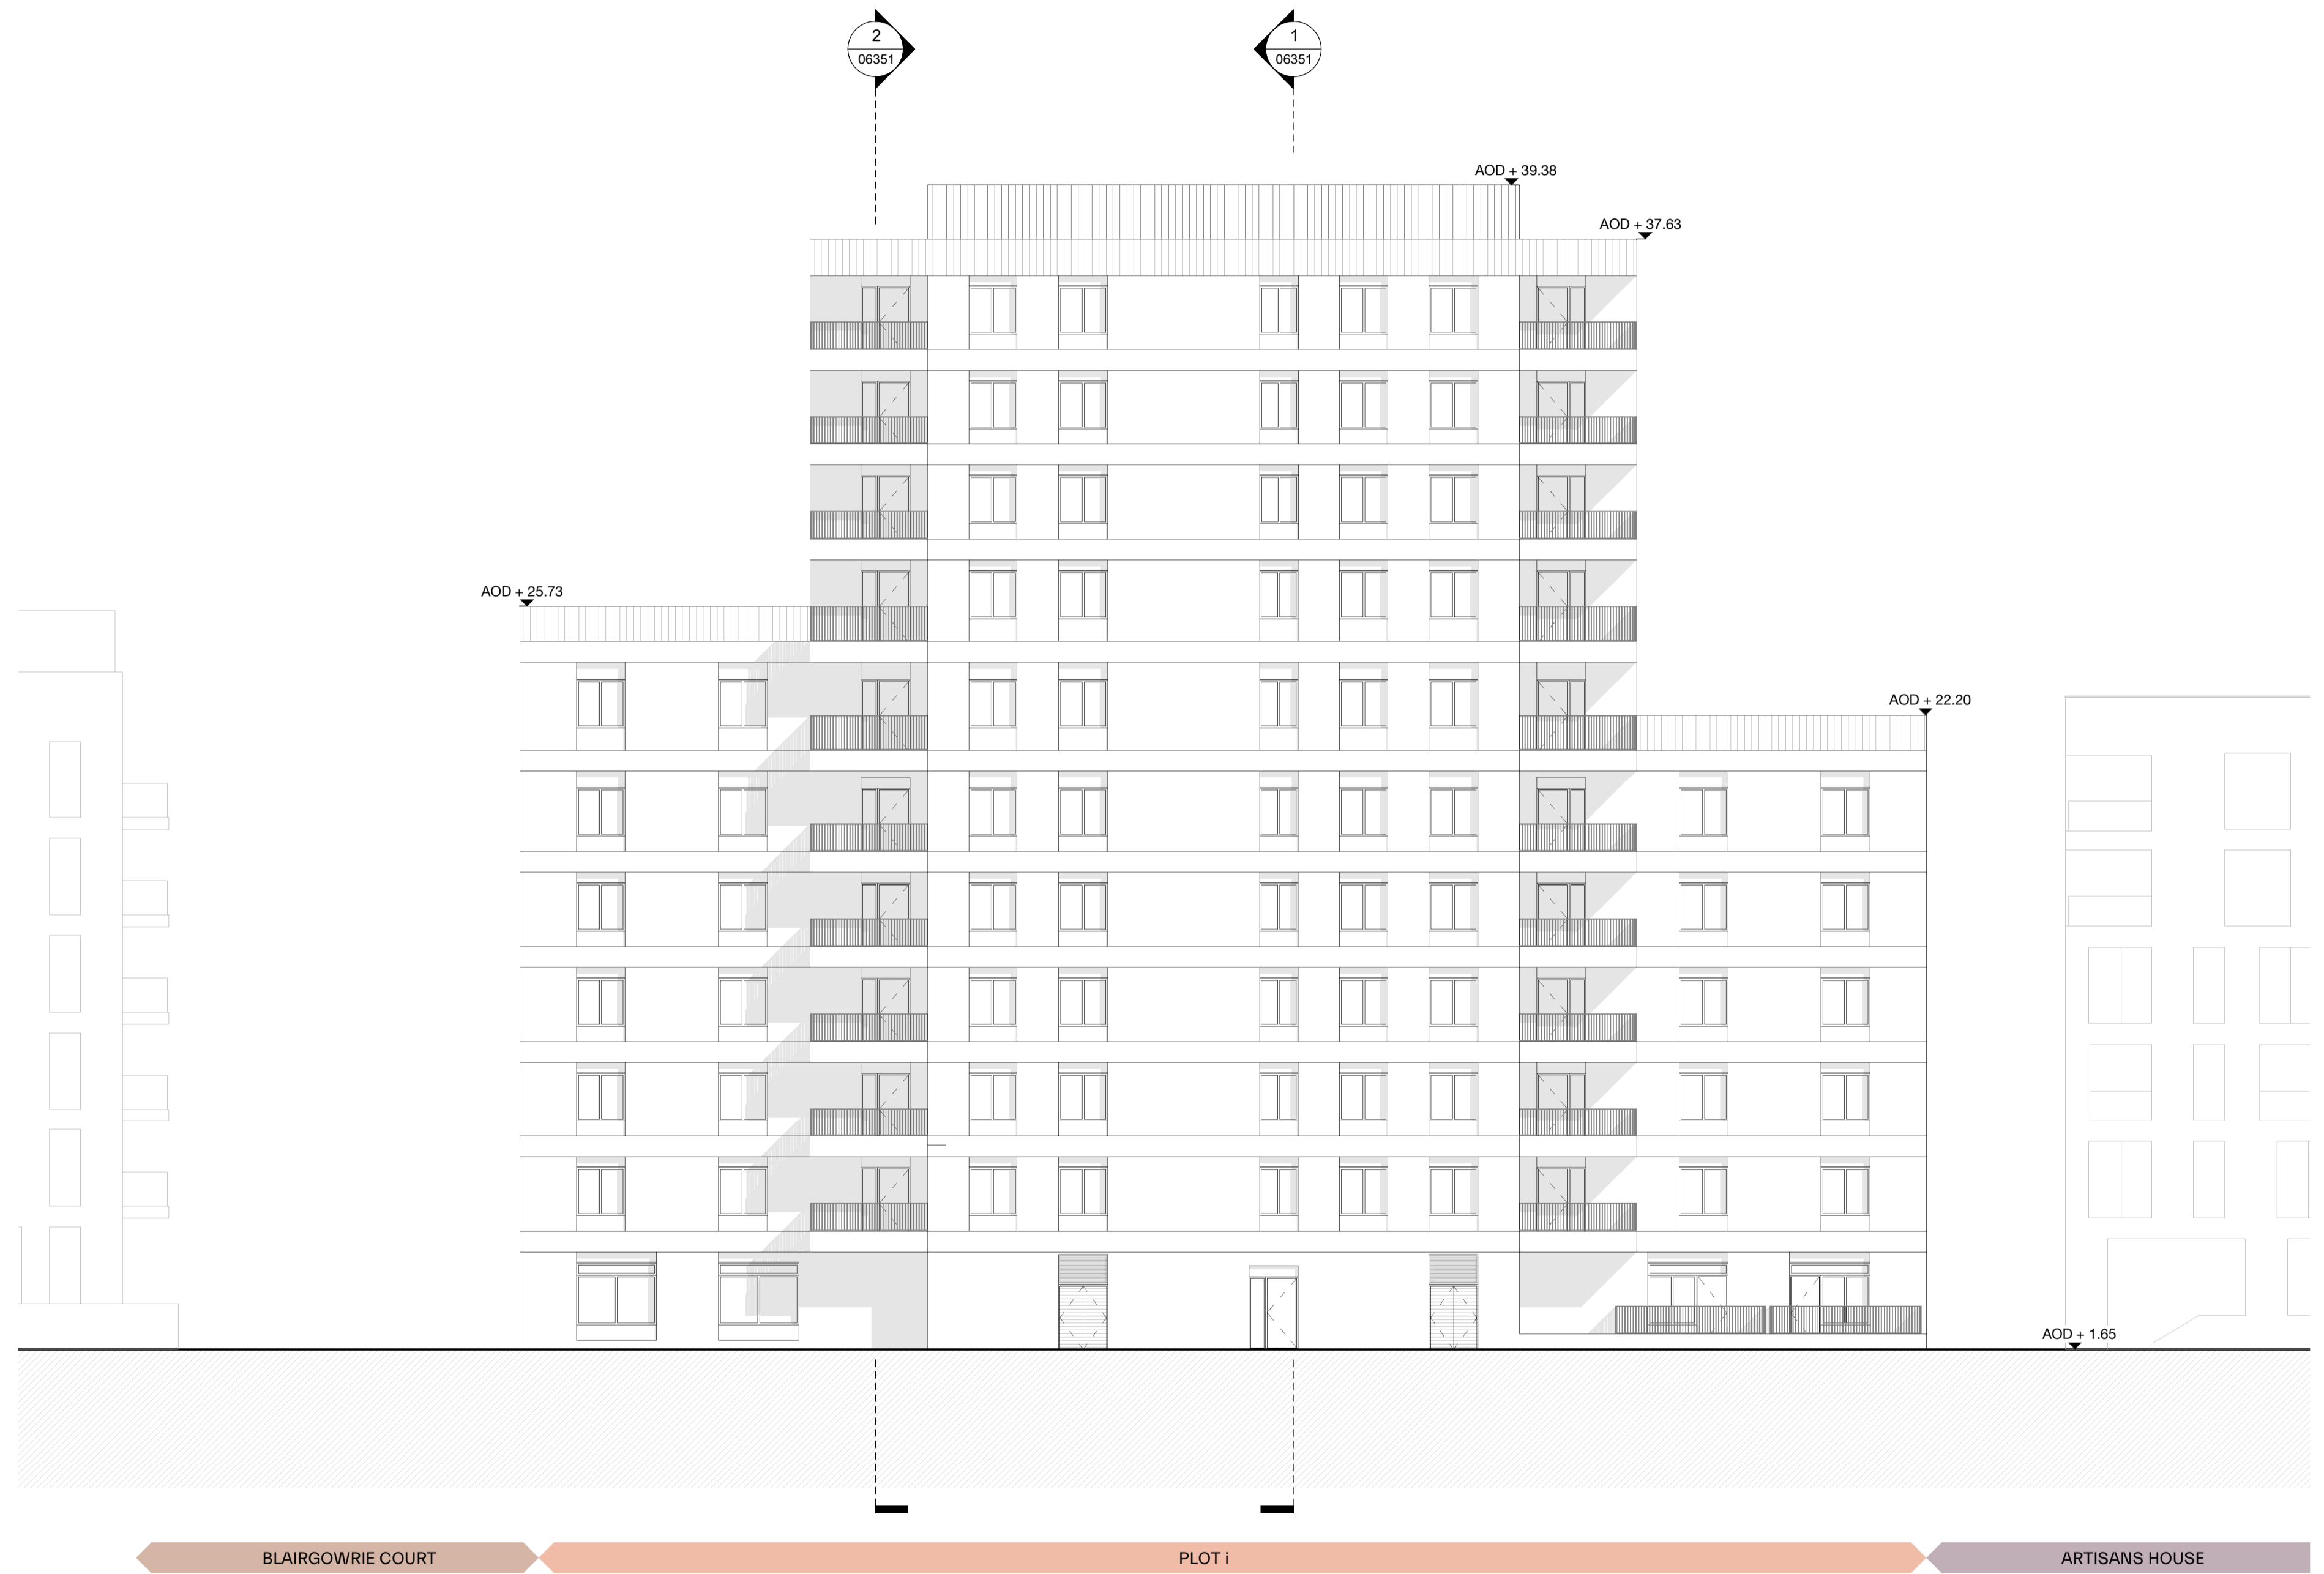 2
06351
1
06351
AOD + 39.38
AOD + 37.63
AOD + 25.73
AOD + 22.20
AOD + 1.65
BLAIRGOWRIE COURT
PLOT i
ARTISANS HOUSE